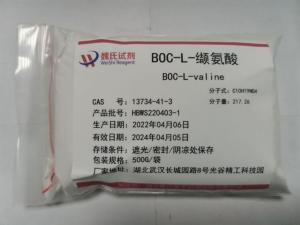 魏氏试剂
WeiShi Reagent
BOC-L-缬氨酸
BOC-L-valine
分子式: C10H19NO4
分子量: 217.26
CAS 号: 13734-41-3
产品批号: HBWS220403-1
生产日期: 2022年04月06日
有效日期: 2024年04月05日
存储条件: 遮光/密封/阴凉处保存
包装规格: 500G/袋
厂家地址: 湖北武汉长城园路8号光谷精工科技园